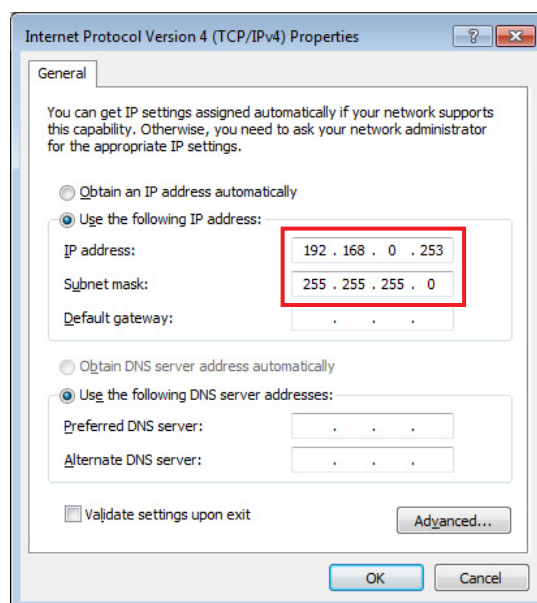 Internet Protocol Version 4 (TCP/IPv4) Properties
General
You can get IP settings assigned automatically if your network supports
this capability. Otherwise, you need to ask your network administrator
for the appropriate IP settings.
Obtain an IP address automatically
Use the following IP address:
IP address: 192 . 168 . 0 . 253
Subnet mask: 255 . 255 . 255 . 0
Default gateway: . . .
Obtain DNS server address automatically
Use the following DNS server addresses:
Preferred DNS server: . . .
Alternate DNS server: . . .
Validate settings upon exit
Advanced...
OK Cancel